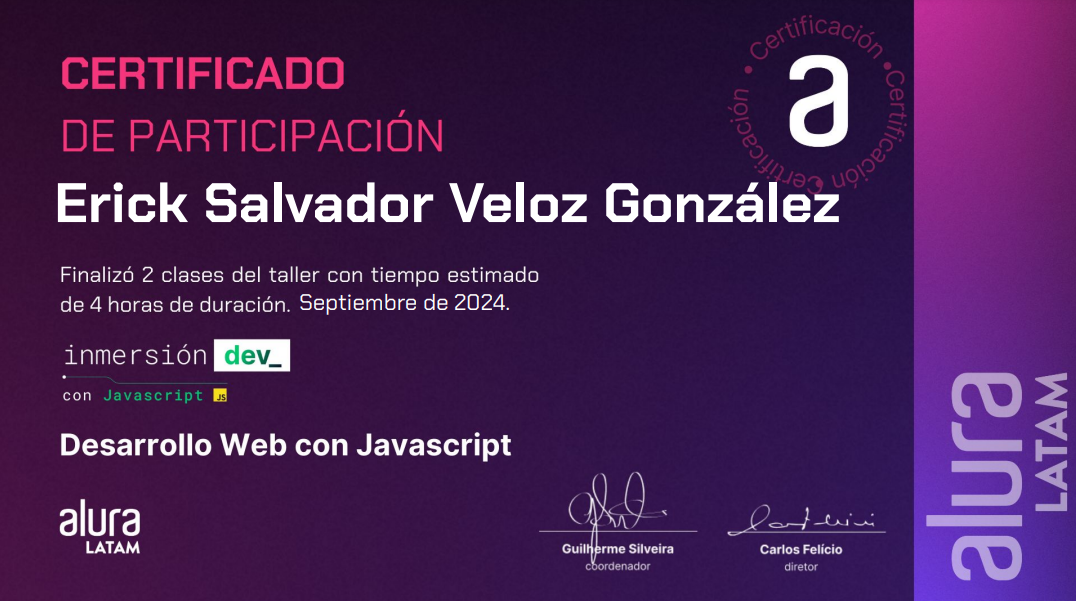 CERTIFICADO
DE PARTICIPACIÓN
Certificación • Certificación • Certificación •
a
Erick Salvador Veloz González
Finalizó 2 clases del taller con tiempo estimado
de 4 horas de duración. Septiembre de 2024.
inmersión dev_
con Javascript JS
Desarrollo Web con Javascript
alura
LATAM
Guilherme Silveira
coordenador
Carlos Felício
diretor
alura
LATAM